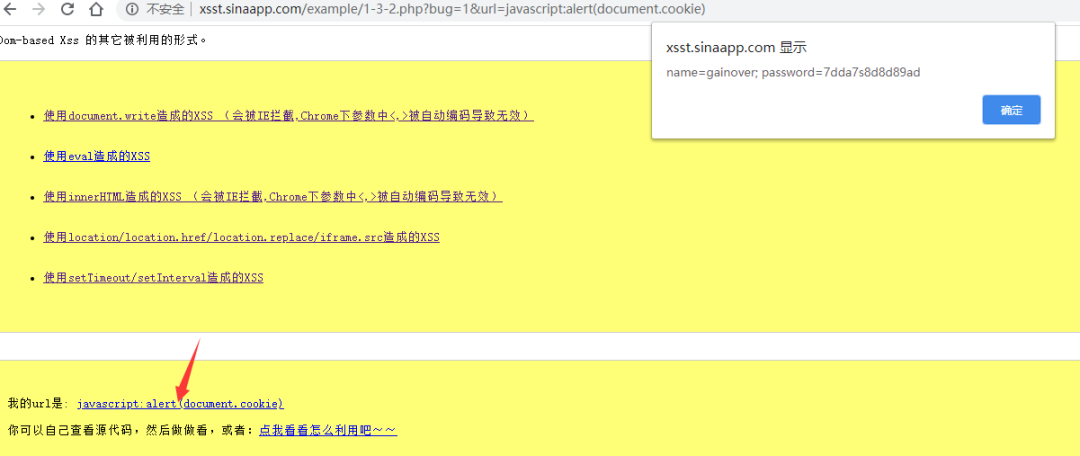 不安全 | xsst.sinaapp.com/example/1-3-2.php?bug=1&url=javascript:alert(document.cookie)
Dom-based Xss 的其它被利用的形式。
xsst.sinaapp.com 显示
name=gainover; password=7dda7s8d8d89ad
确定
使用document.write造成的XSS （会被IE拦截,Chrome下参数中<,>被自动编码导致无效）
使用eval造成的XSS
使用innerHTML造成的XSS （会被IE拦截,Chrome下参数中<,>被自动编码导致无效）
使用location/location.href/location.replace/iframe.src造成的XSS
使用setTimeout/setInterval造成的XSS
我的url是: javascript:alert(document.cookie)
你可以自己查看源代码，然后做做看，或者：点我看看怎么利用吧~~